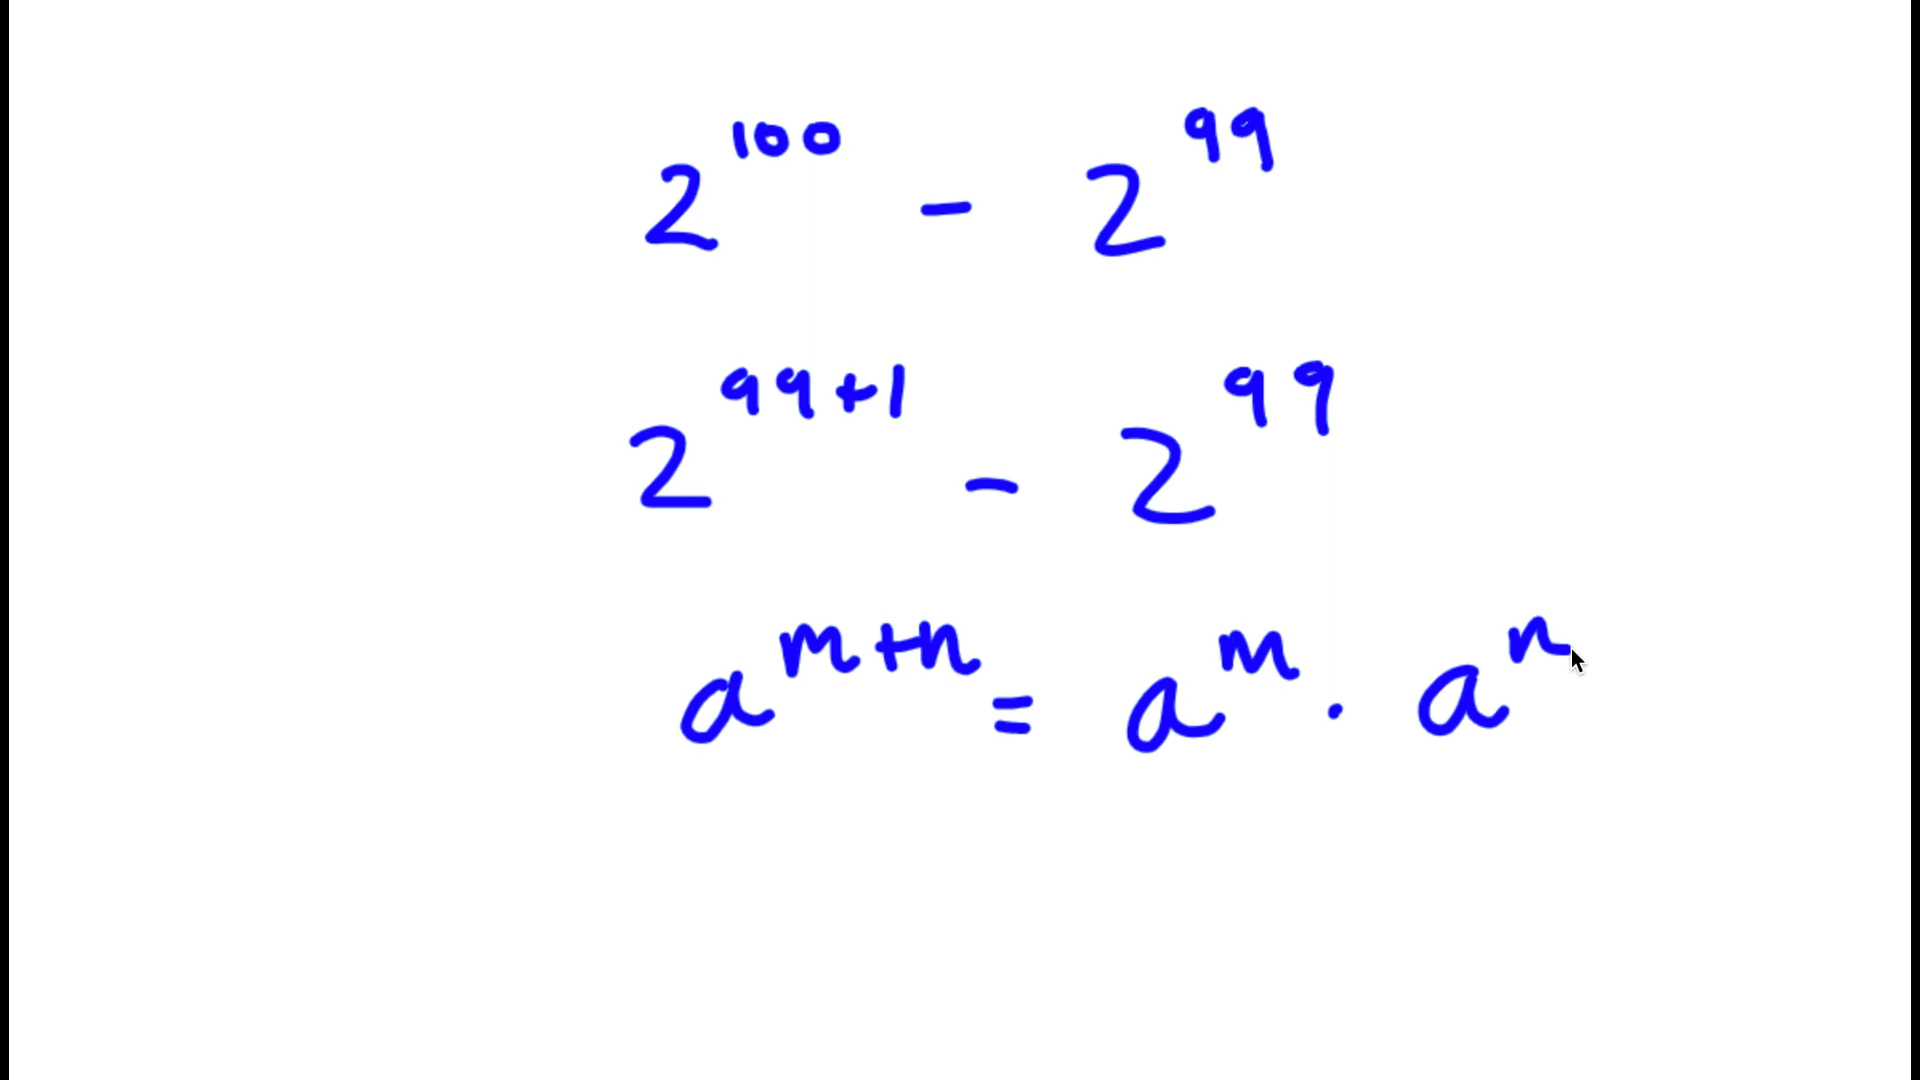 2^100 - 2^99
2^99+1 - 2^99
a^m+n = a^m · a^n